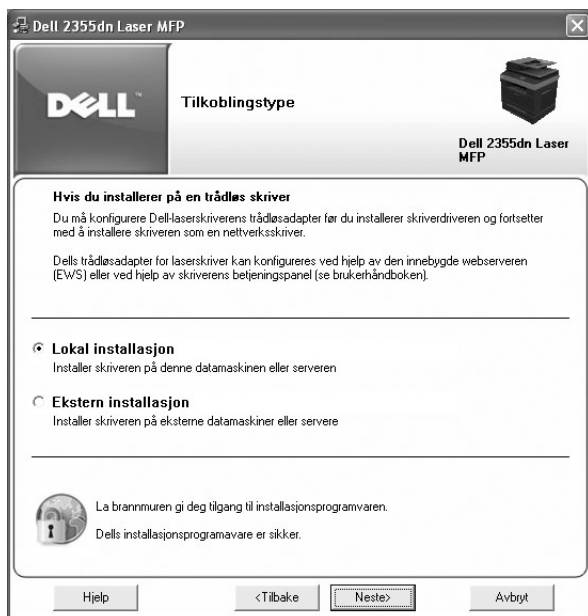 Dell 2355dn Laser MFP
DELL™
Tilkoblingstype
Dell 2355dn Laser
MFP
Hvis du installerer på en trådløs skriver
Du må konfigurere Dell-laserskriverens trådløsadapter før du installerer skriverdriveren og fortsetter
med å installere skriveren som en nettverksskriver.
Dells trådløsadapter for laserskriver kan konfigureres ved hjelp av den innebygde webserveren
(EWS) eller ved hjelp av skriverens betjeningspanel (se brukerhåndboken).
Lokal installasjon
Installer skriveren på denne datamaskinen eller serveren
Ekstern installasjon
Installer skriveren på eksterne datamaskiner eller servere
La brannmuren gi deg tilgang til installasjonsprogramvaren.
Dells installasjonsprogramavare er sikker.
Hjelp
<Tilbake
Neste>
Avbryt